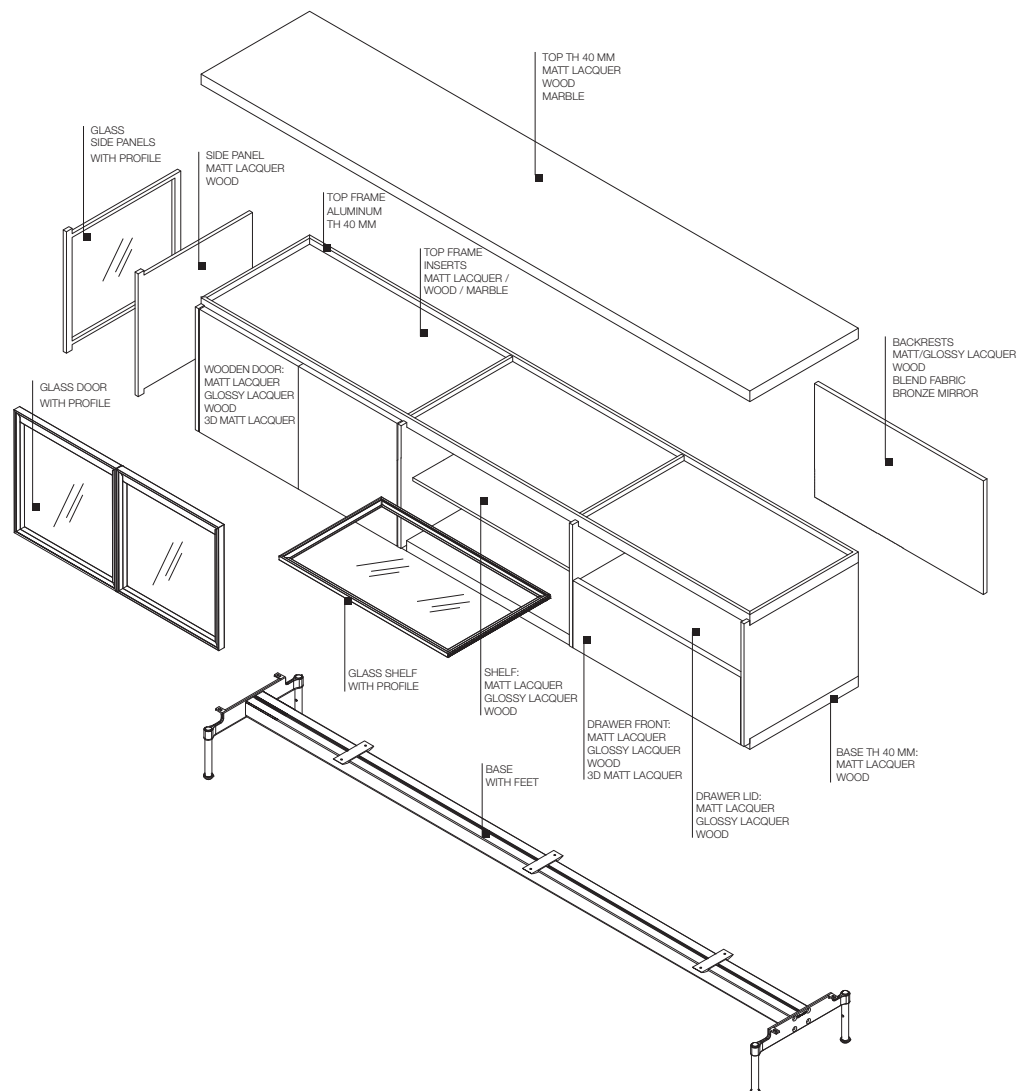 TOP TH 40 MM
MATT LACQUER
WOOD
MARBLE
GLASS
SIDE PANELS
WITH PROFILE
SIDE PANEL
MATT LACQUER
WOOD
TOP FRAME
ALUMINUM
TH 40 MM
TOP FRAME
INSERTS
MATT LACQUER /
WOOD / MARBLE
BACKRESTS
MATT/GLOSSY LACQUER
WOOD
BLEND FABRIC
BRONZE MIRROR
WOODEN DOOR:
MATT LACQUER
GLOSSY LACQUER
WOOD
3D MATT LACQUER
GLASS DOOR
WITH PROFILE
GLASS SHELF
WITH PROFILE
SHELF:
MATT LACQUER
GLOSSY LACQUER
WOOD
DRAWER FRONT:
MATT LACQUER
GLOSSY LACQUER
WOOD
3D MATT LACQUER
BASE TH 40 MM:
MATT LACQUER
WOOD
BASE
WITH FEET
DRAWER LID:
MATT LACQUER
GLOSSY LACQUER
WOOD